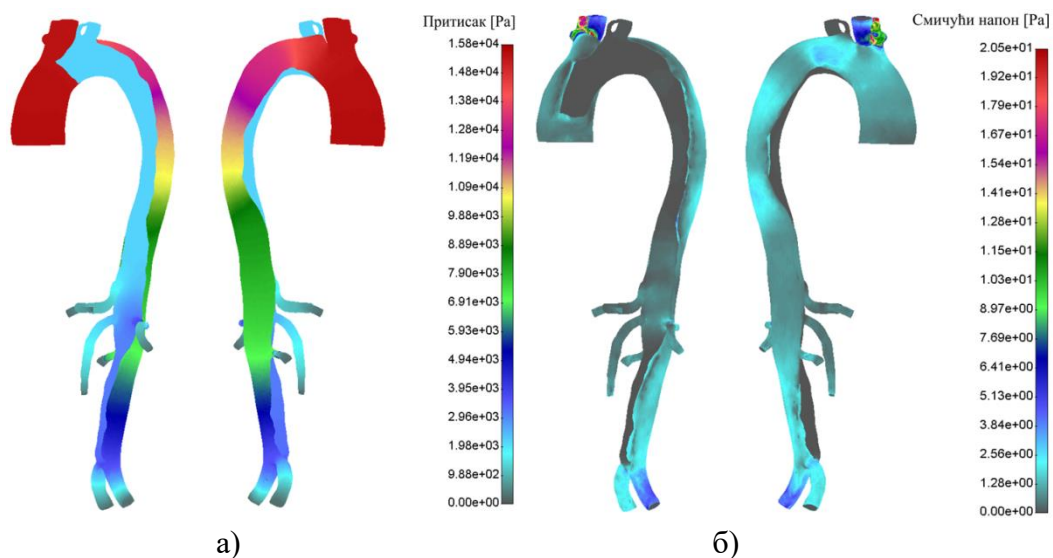 Притисак [Pa]
1.58e+04
1.48e+04
1.38e+04
1.28e+04
1.19e+04
1.09e+04
9.88e+03
8.89e+03
7.90e+03
6.91e+03
5.93e+03
4.94e+03
3.95e+03
2.96e+03
1.98e+03
9.88e+02
0.00e+00
а)
Смичући напон [Pa]
2.05e+01
1.92e+01
1.79e+01
1.67e+01
1.54e+01
1.41e+01
1.28e+01
1.15e+01
1.03e+01
8.97e+00
7.69e+00
6.41e+00
5.13e+00
3.84e+00
2.56e+00
1.28e+00
0.00e+00
б)